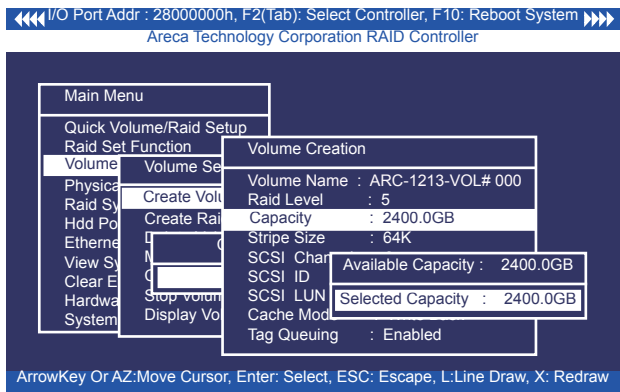 I/O Port Addr : 28000000h, F2(Tab): Select Controller, F10: Reboot System
Areca Technology Corporation RAID Controller
Main Menu
Quick Volume/Raid Setup
Raid Set Function
Volume
Physica
Raid Sy
Hdd Po
Etherne
View Sy
Clear E
Hardwa
System
Volume Se
Create Volu
Create Rai
Stop Volum
Display Vo
Volume Creation
Volume Name : ARC-1213-VOL# 000
Raid Level : 5
Capacity : 2400.0GB
Stripe Size : 64K
SCSI Chan
SCSI ID
SCSI LUN
Cache Mod
Tag Queuing : Enabled
Available Capacity : 2400.0GB
Selected Capacity : 2400.0GB
ArrowKey Or AZ:Move Cursor, Enter: Select, ESC: Escape, L:Line Draw, X: Redraw